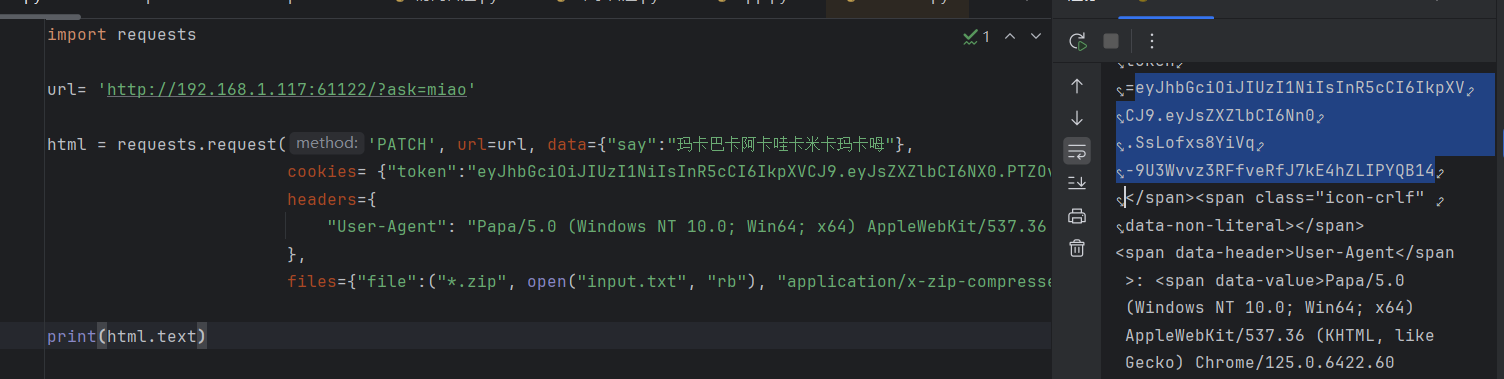 import requests
1
url= 'http://192.168.1.117:61122/?ask=miao'
html = requests.request( method: 'PATCH', url=url, data={"say":"玛卡巴卡阿卡哇卡米卡玛卡呣"},
cookies= {"token":"eyJhbGciOiJIUzI1NiIsInR5cCI6IkpXVCJ9.eyJsZXZlbCI6NX0.PTZOv
headers={
"User-Agent": "Papa/5.0 (Windows NT 10.0; Win64; x64) AppleWebKit/537.36
},
files={"file":("*.zip", open("input.txt", "rb"), "application/x-zip-compresse
print(html.text)
token
=eyJhbGciOiJIUzI1NiIsInR5cCI6IkpXV
CJ9.eyJsZXZlbCI6Nn0
.SsLofxs8YiVq
-9U3Wvvz3RFfveRfJ7kE4hZLIPYQB14
</span><span class="icon-crlf"
data-non-literal></span>
<span data-header>User-Agent</span
>: <span data-value>Papa/5.0
(Windows NT 10.0; Win64; x64)
AppleWebKit/537.36 (KHTML, like
Gecko) Chrome/125.0.6422.60